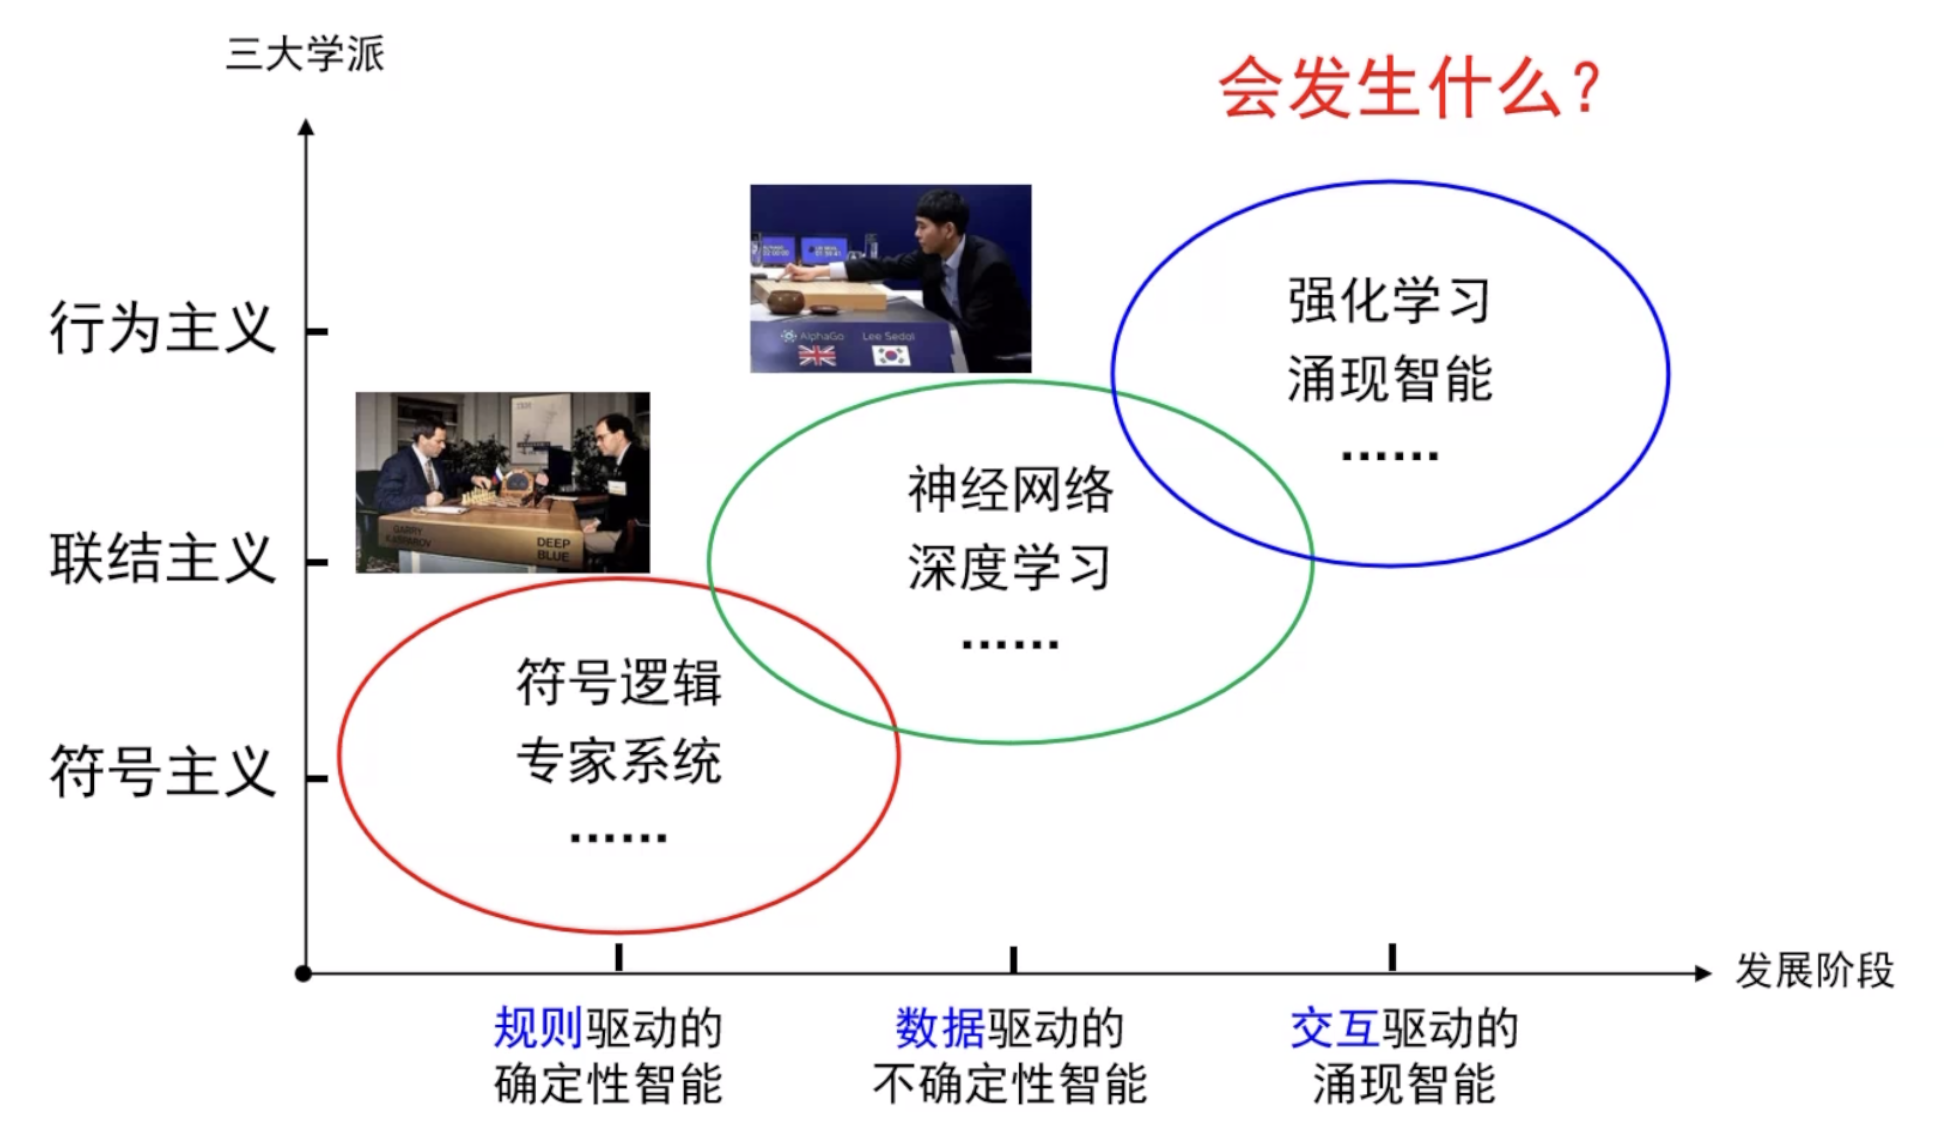 三大学派
会发生什么？
行为主义
联结主义
符号主义
AlphaGo
Lee Sedol
GARRY
KASPAROV
DEEP
BLUE
强化学习
涌现智能
......
神经网络
深度学习
......
符号逻辑
专家系统
......
发展阶段
规则驱动的
确定性智能
数据驱动的
不确定性智能
交互驱动的
涌现智能